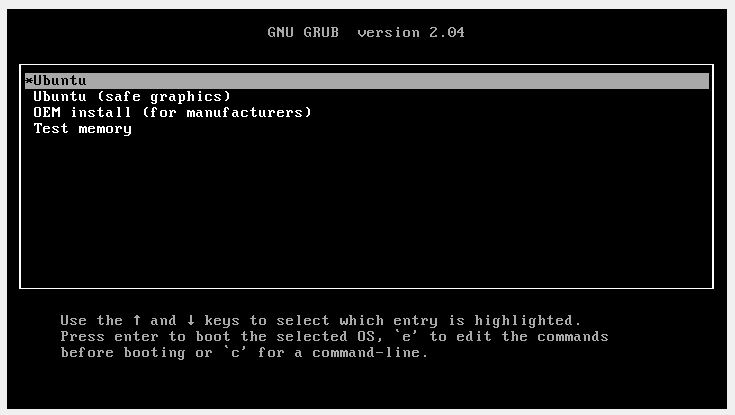 GNU GRUB  version 2.04
*Ubuntu
Ubuntu (safe graphics)
OEM install (for manufacturers)
Test memory
Use the ↑ and ↓ keys to select which entry is highlighted.
Press enter to boot the selected OS, `e' to edit the commands
before booting or `c' for a command-line.